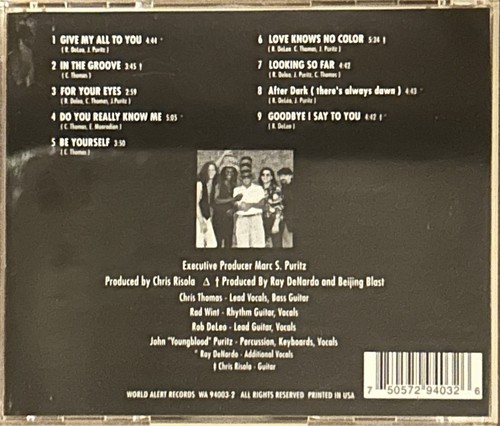 1 GIVE MY ALL TO YOU 4:44
( R. DeLeo, J. Puritz )
2 IN THE GROOVE 3:45 †
( C. Thomas )
3 FOR YOUR EYES 2:59
( R. Deleo, C. Thomas, J. Puritz )
4 DO YOU REALLY KNOW ME 5:05
( C. Thomas, E. Mooradian )
5 BE YOURSELF 3:50
( C. Thomas )
6 LOVE KNOWS NO COLOR 5:34 †
( R. DeLeo C. Thomas, J. Puritz )
7 LOOKING SO FAR 4:42
( R. Deleo, J. Puritz, C. Thomas )
8 After Dark ( there's always dawn ) 4:43
( R. DeLeo, J. Puritz )
9 GOODBYE I SAY TO YOU 4:42 †
( R. DeLeo )
Executive Producer Marc S. Puritz
Produced by Chris Risola Δ † Produced By Ray DeNardo and Beijing Blast
Chris Thomas - Lead Vocals, Bass Guitar
Rad Wint - Rhythm Guitar, Vocals
Rob DeLeo - Lead Guitar, Vocals
John "Youngblood" Puritz - Percussion, Keyboards, Vocals
° Ray DeNardo - Additional Vocals
‡ Chris Risola - Guitar
WORLD ALERT RECORDS WA 94003-2 ALL RIGHTS RESERVED PRINTED IN USA
7 50572 94032 6